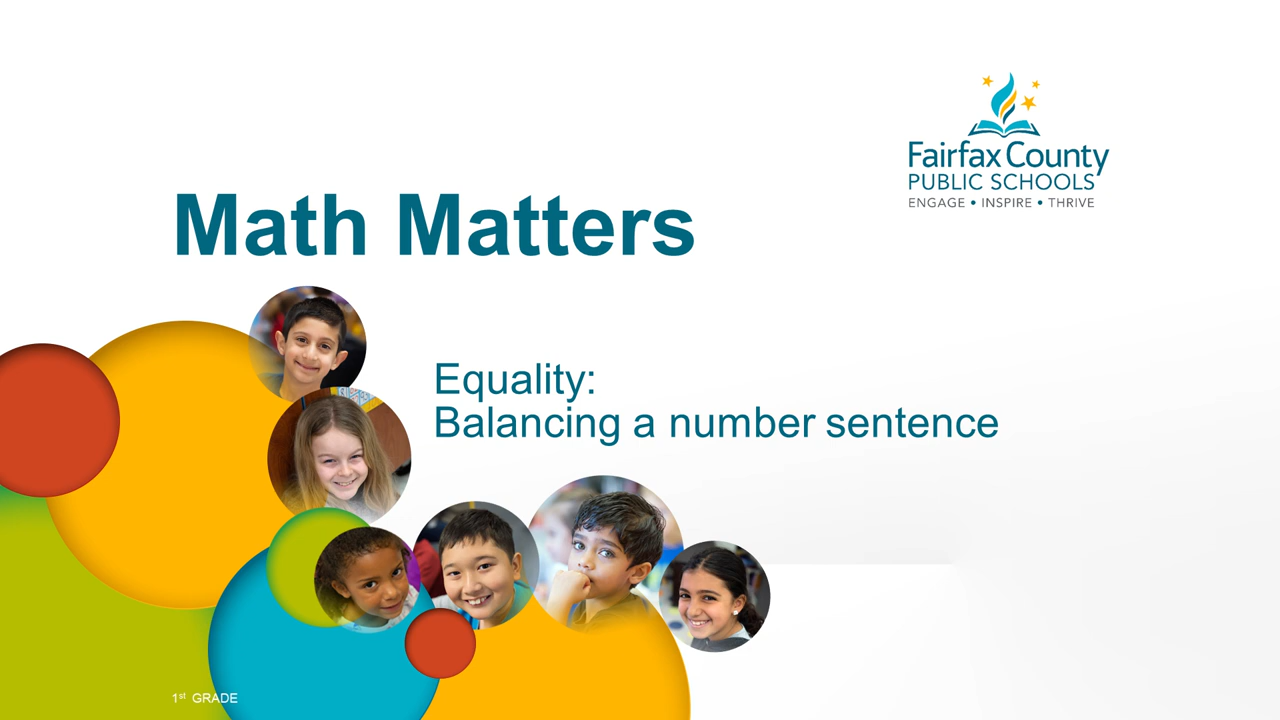 Fairfax County
PUBLIC SCHOOLS
ENGAGE • INSPIRE • THRIVE
Math Matters
Equality:
Balancing a number sentence
1st GRADE